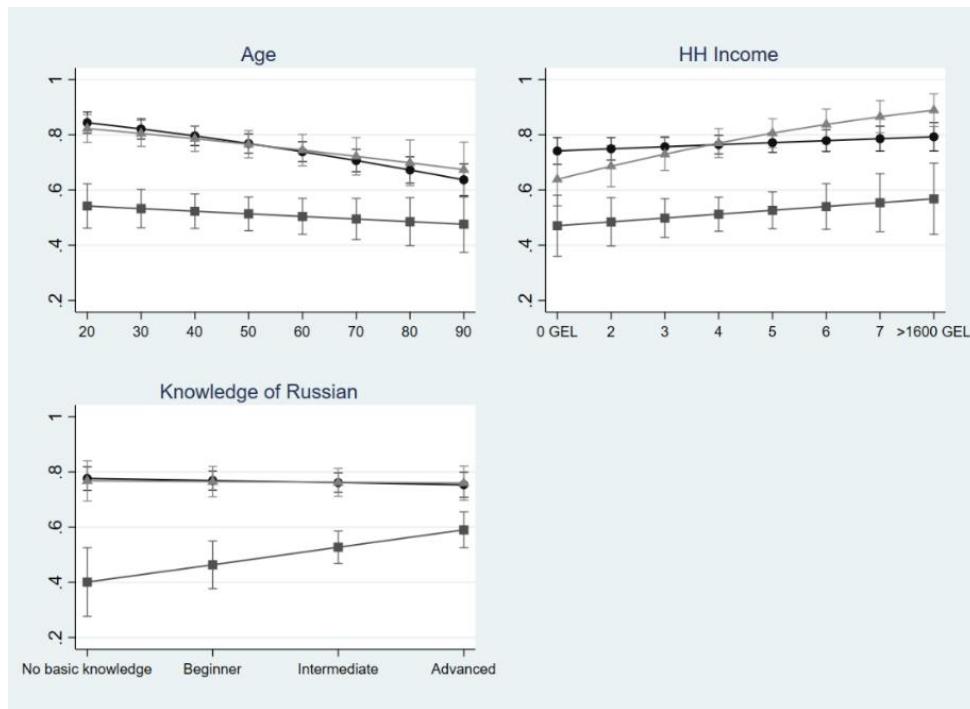 Age
1
.8
.6
.4
.2
20 30 40 50 60 70 80 90
HH Income
1
.8
.6
.4
.2
0 GEL 2 3 4 5 6 7 >1600 GEL
Knowledge of Russian
1
.8
.6
.4
.2
No basic knowledge Beginner Intermediate Advanced